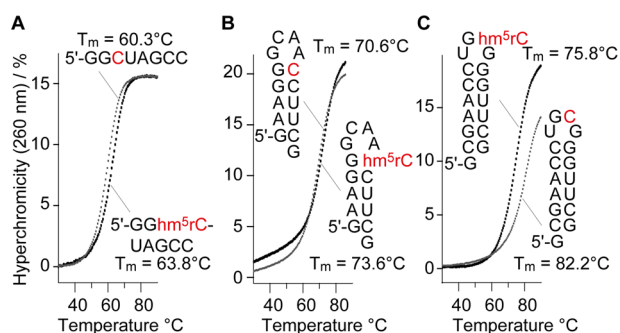 A
Tₘ = 60.3°C
5'-GGCUAGCC
Hyperchromicity (260 nm) / %
15
10
5
0
5'-GGhm⁵rC-
UAGCC
Tₘ = 63.8°C
40 60 80
Temperature °C
B
Tₘ = 70.6°C
C A
G A
G C
G C
A U
A U
5'-G C
G
A A
G A
G hm⁵rC
G C
A U
A U
5'-G C
G
Tₘ = 73.6°C
20
15
10
5
0
40 60 80
Temperature °C
C
Tₘ = 75.8°C
G hm⁵rC
U G
C G
C G
A U
A U
G C
C G
5'-G
G C
U G
C G
C G
A U
A U
G C
C G
5'-G
Tₘ = 82.2°C
15
10
5
0
40 60 80
Temperature °C